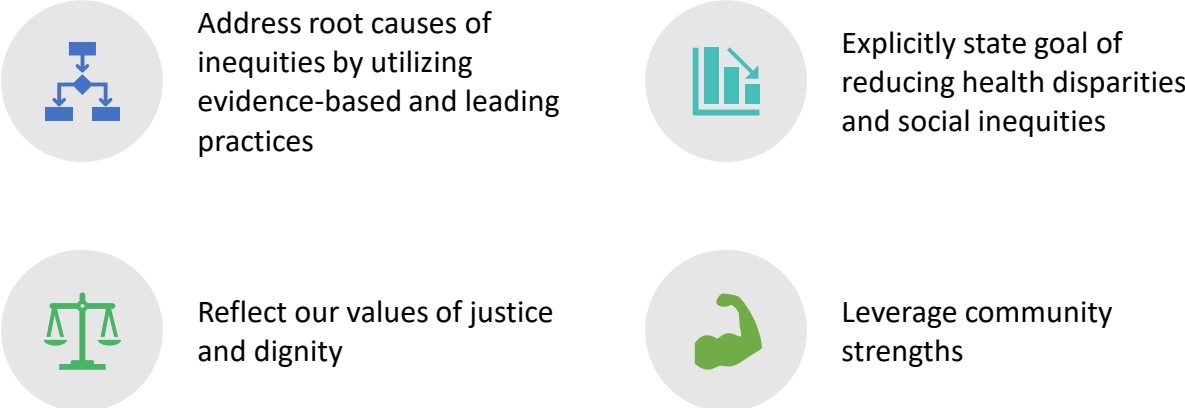 Address root causes of
inequities by utilizing
evidence-based and leading
practices
Explicitly state goal of
reducing health disparities
and social inequities
Reflect our values of justice
and dignity
Leverage community
strengths